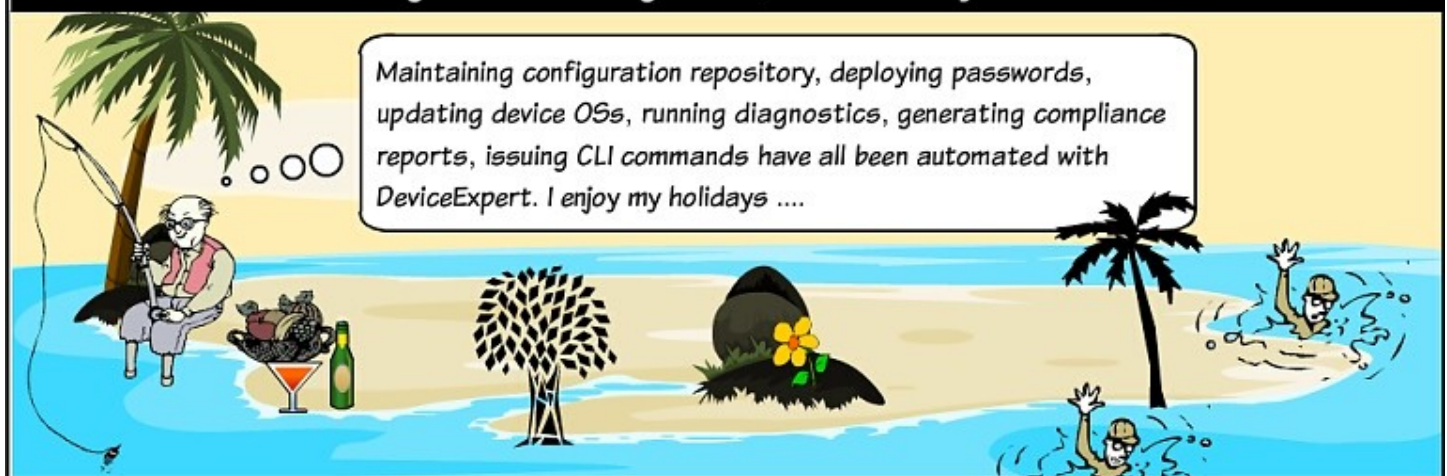 Maintaining configuration repository, deploying passwords,
updating device OSs, running diagnostics, generating compliance
reports, issuing CLI commands have all been automated with
DeviceExpert. I enjoy my holidays ....